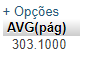 + Opções
AVG(pág)
303.1000